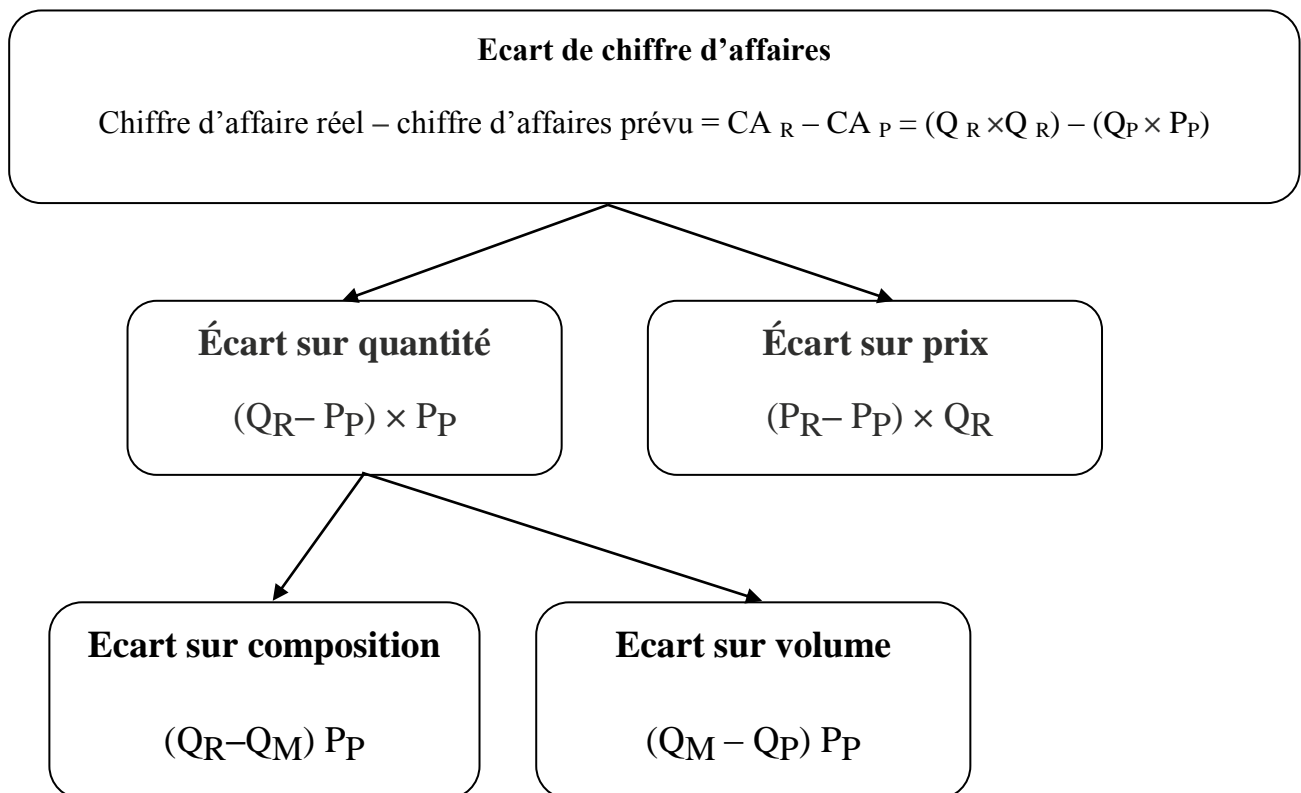 Ecart de chiffre d’affaires
Chiffre d’affaire réel – chiffre d’affaires prévu = CA R – CA P = (Q R ×Q R) – (QP × PP)
Écart sur quantité
(QR– PP) × PP
Écart sur prix
(PR– PP) × QR
Ecart sur composition
(QR–QM) PP
Ecart sur volume
(QM – QP) PP